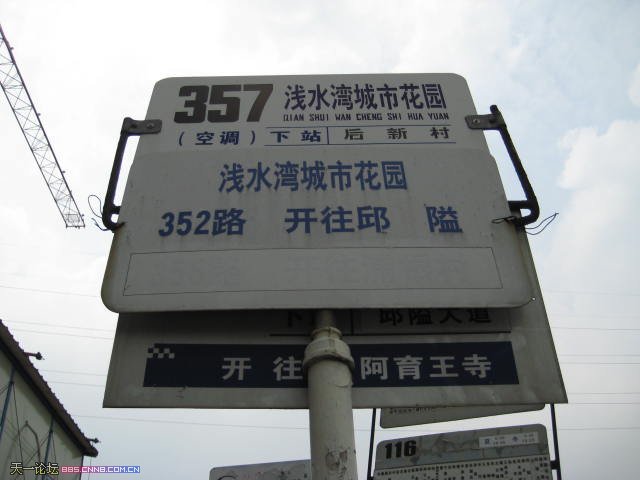 357 浅水湾城市花园
QIAN SHUI WAN CHENG SHI HUA YUAN
(空调) 下站 后新村
浅水湾城市花园
352路 开往邱 隘
邱隘大道
开往 阿育王寺
116
天一论坛 BBS.CNNB.COM.CN